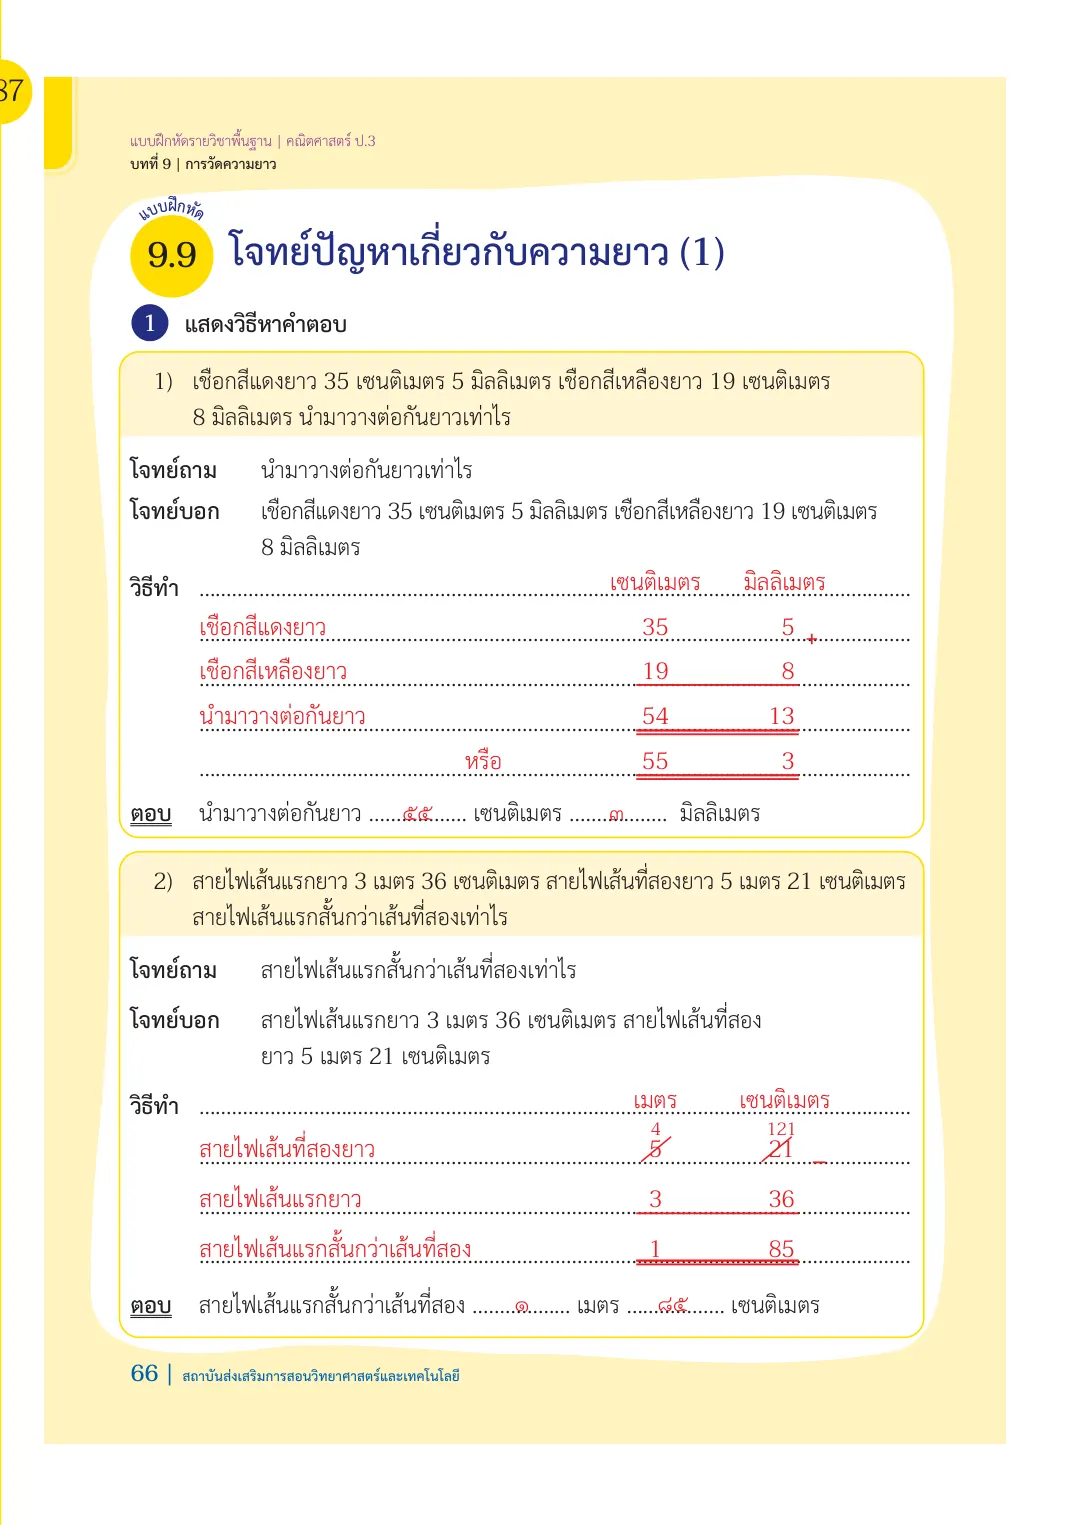 87
แบบฝึกหัดรายวิชาพื้นฐาน | คณิตศาสตร์ ป.3
บทที่ 9 | การวัดความยาว
แบบฝึกหัด
9.9 โจทย์ปัญหาเกี่ยวกับความยาว (1)
1 แสดงวิธีหาคำตอบ
1) เชือกสีแดงยาว 35 เซนติเมตร 5 มิลลิเมตร เชือกสีเหลืองยาว 19 เซนติเมตร
8 มิลลิเมตร นำมาวางต่อกันยาวเท่าไร
โจทย์ถาม นำมาวางต่อกันยาวเท่าไร
โจทย์บอก เชือกสีแดงยาว 35 เซนติเมตร 5 มิลลิเมตร เชือกสีเหลืองยาว 19 เซนติเมตร
8 มิลลิเมตร
วิธีทำ เซนติเมตร มิลลิเมตร
เชือกสีแดงยาว 35 5 +
เชือกสีเหลืองยาว 19 8
นำมาวางต่อกันยาว 54 13
หรือ 55 3
ตอบ นำมาวางต่อกันยาว ....๕๕.... เซนติเมตร ....๓.... มิลลิเมตร
2) สายไฟเส้นแรกยาว 3 เมตร 36 เซนติเมตร สายไฟเส้นที่สองยาว 5 เมตร 21 เซนติเมตร
สายไฟเส้นแรกสั้นกว่าเส้นที่สองเท่าไร
โจทย์ถาม สายไฟเส้นแรกสั้นกว่าเส้นที่สองเท่าไร
โจทย์บอก สายไฟเส้นแรกยาว 3 เมตร 36 เซนติเมตร สายไฟเส้นที่สอง
ยาว 5 เมตร 21 เซนติเมตร
วิธีทำ เมตร เซนติเมตร
4 121
สายไฟเส้นที่สองยาว 5 21 –
สายไฟเส้นแรกยาว 3 36
สายไฟเส้นแรกสั้นกว่าเส้นที่สอง 1 85
ตอบ สายไฟเส้นแรกสั้นกว่าเส้นที่สอง ....๑.... เมตร ....๘๕.... เซนติเมตร
66 | สถาบันส่งเสริมการสอนวิทยาศาสตร์และเทคโนโลยี